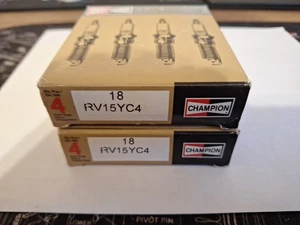 4
18
RV15YC4
CHAMPION
4
18
RV15YC4
CHAMPION
PIVOT PIN